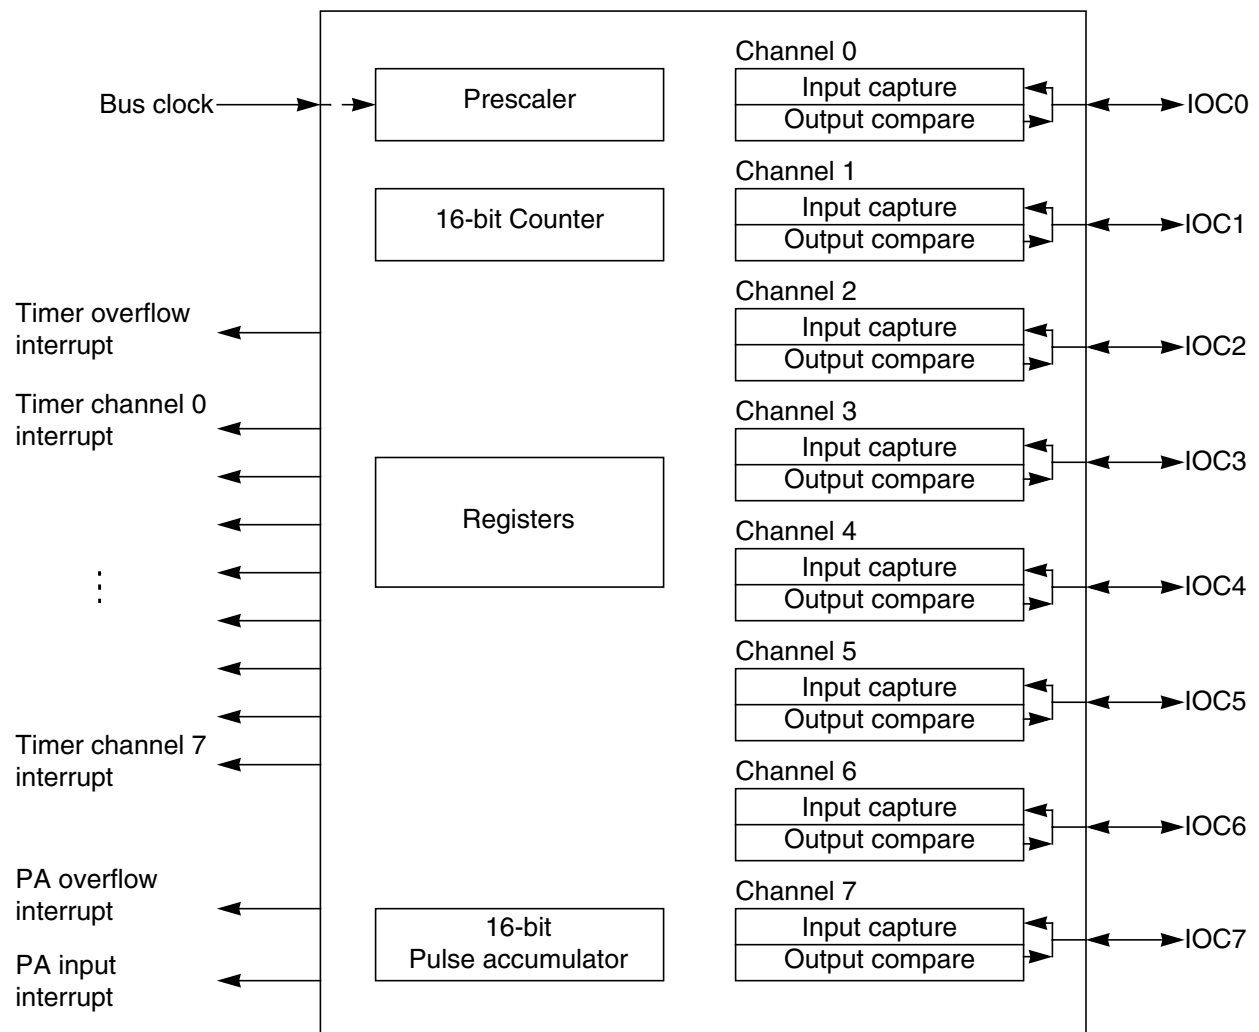 Bus clock
Prescaler
16-bit Counter
Timer overflow
interrupt
Timer channel 0
interrupt
Registers
Timer channel 7
interrupt
PA overflow
interrupt
PA input
interrupt
16-bit
Pulse accumulator
Channel 0
Input capture
Output compare
IOC0
Channel 1
Input capture
Output compare
IOC1
Channel 2
Input capture
Output compare
IOC2
Channel 3
Input capture
Output compare
IOC3
Channel 4
Input capture
Output compare
IOC4
Channel 5
Input capture
Output compare
IOC5
Channel 6
Input capture
Output compare
IOC6
Channel 7
Input capture
Output compare
IOC7